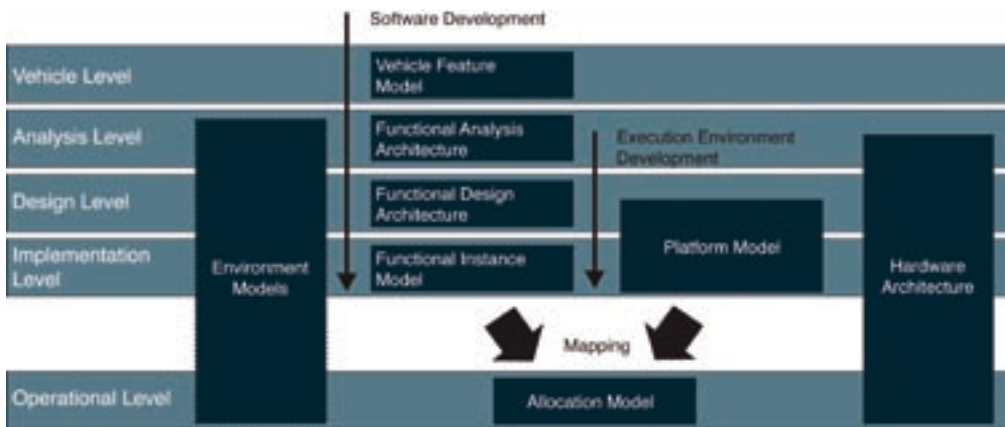 Software Development
Vehicle Level
Vehicle Feature
Model
Analysis Level
Functional Analysis
Architecture
Execution Environment
Development
Design Level
Functional Design
Architecture
Implementation
Level
Functional Instance
Model
Platform Model
Environment
Models
Hardware
Architecture
Mapping
Operational Level
Allocation Model